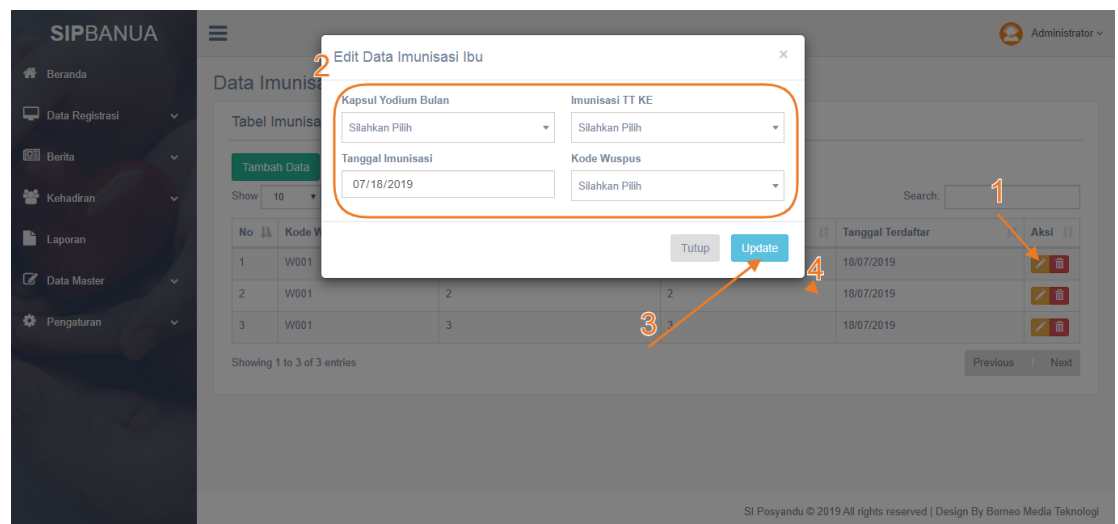 SIPBANUA
Administrator
Beranda
Data Registrasi
Berita
Kehadiran
Laporan
Data Master
Pengaturan
2
Edit Data Imunisasi Ibu
×
Kapsul Yodium Bulan
Imunisasi TT KE
Silahkan Pilih
Silahkan Pilih
Tanggal Imunisasi
Kode Wuspus
07/18/2019
Silahkan Pilih
Tutup
Update
Data Imunisa
Tabel Imunisa
Tambah Data
Show 10
Search:
1
No Kode W Tanggal Terdaftar Aksi
1 W001 18/07/2019
4
2 W001 2 2 18/07/2019
3
3 W001 3 3 18/07/2019
Showing 1 to 3 of 3 entries
Previous Next
SI Posyandu © 2019 All rights reserved | Design By Borneo Media Teknologi